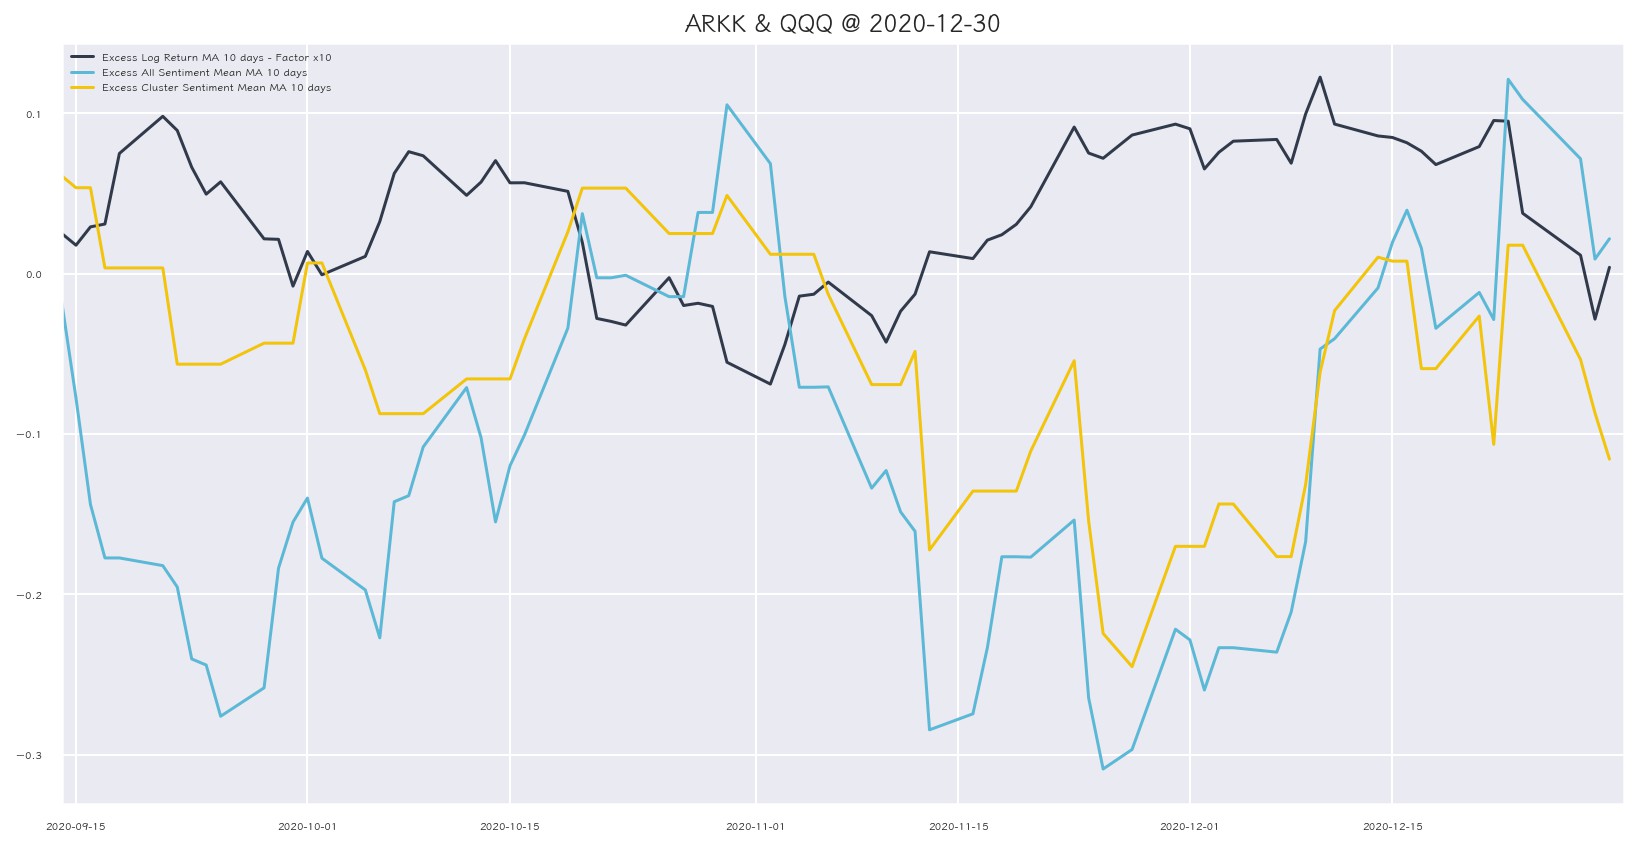 ARKK & QQQ @ 2020-12-30
Excess Log Return MA 10 days - Factor x10
Excess All Sentiment Mean MA 10 days
Excess Cluster Sentiment Mean MA 10 days
0.1
0.0
−0.1
−0.2
−0.3
2020-09-15 2020-10-01 2020-10-15 2020-11-01 2020-11-15 2020-12-01 2020-12-15